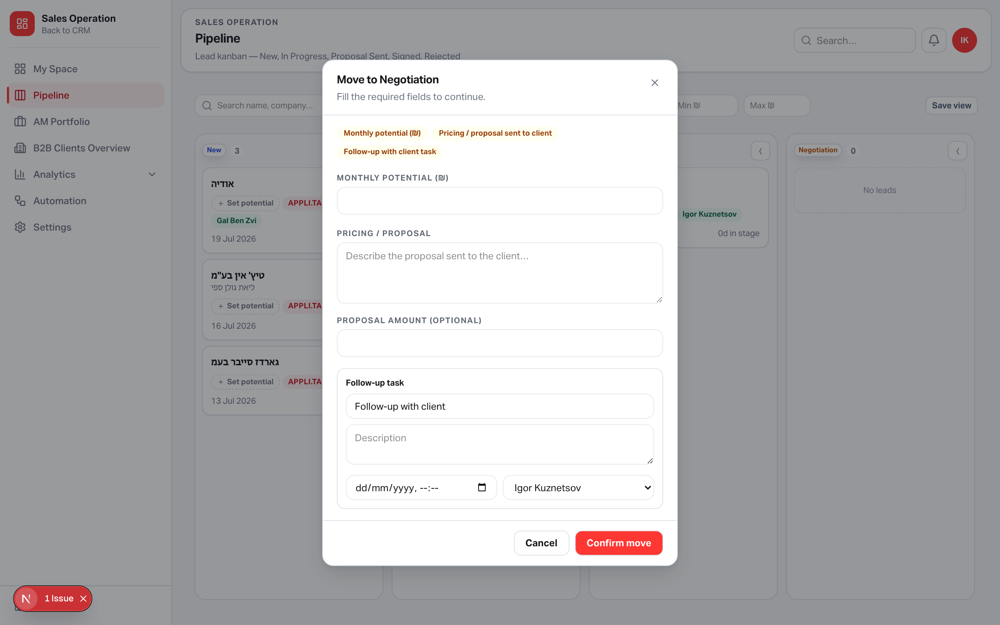 Sales Operation
Back to CRM
My Space
Pipeline
AM Portfolio
B2B Clients Overview
Analytics
Automation
Settings
N 1 Issue
SALES OPERATION
Pipeline
Lead kanban — New, In Progress, Proposal Sent, Signed, Rejected
Search...
IK
Search name, company...
Min ₪
Max ₪
Save view
New 3
אודיה
+ Set potential APPLI.TA
Gal Ben Zvi
19 Jul 2026
טיץ' אין בע"מ
ליאת גולן ספי
+ Set potential APPLI.TA
16 Jul 2026
גארדז סייבר בעמ
+ Set potential APPLI.TA
13 Jul 2026
Igor Kuznetsov
0d in stage
Negotiation 0
No leads
Move to Negotiation
Fill the required fields to continue.
Monthly potential (₪) Pricing / proposal sent to client
Follow-up with client task
MONTHLY POTENTIAL (₪)
PRICING / PROPOSAL
Describe the proposal sent to the client...
PROPOSAL AMOUNT (OPTIONAL)
Follow-up task
Follow-up with client
Description
dd/mm/yyyy, --:-- Igor Kuznetsov
Cancel Confirm move